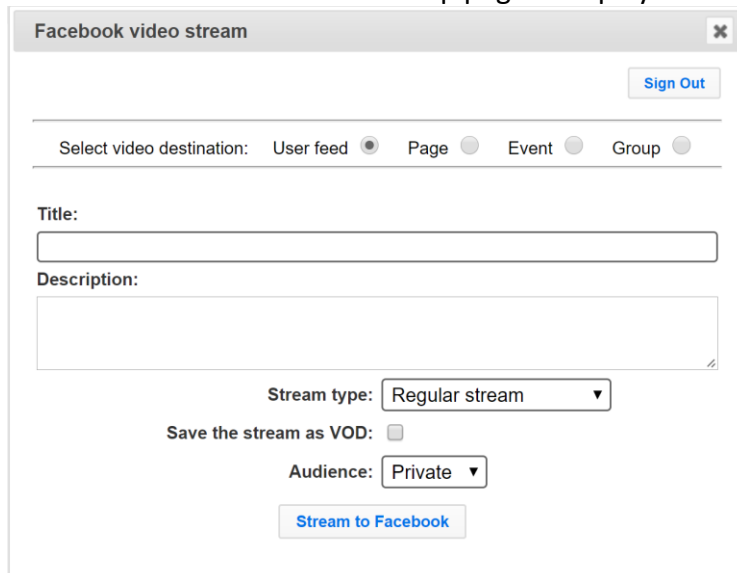 Facebook video stream
Sign Out
Select video destination: User feed Page Event Group
Title:
Description:
Stream type: Regular stream
Save the stream as VOD:
Audience: Private
Stream to Facebook